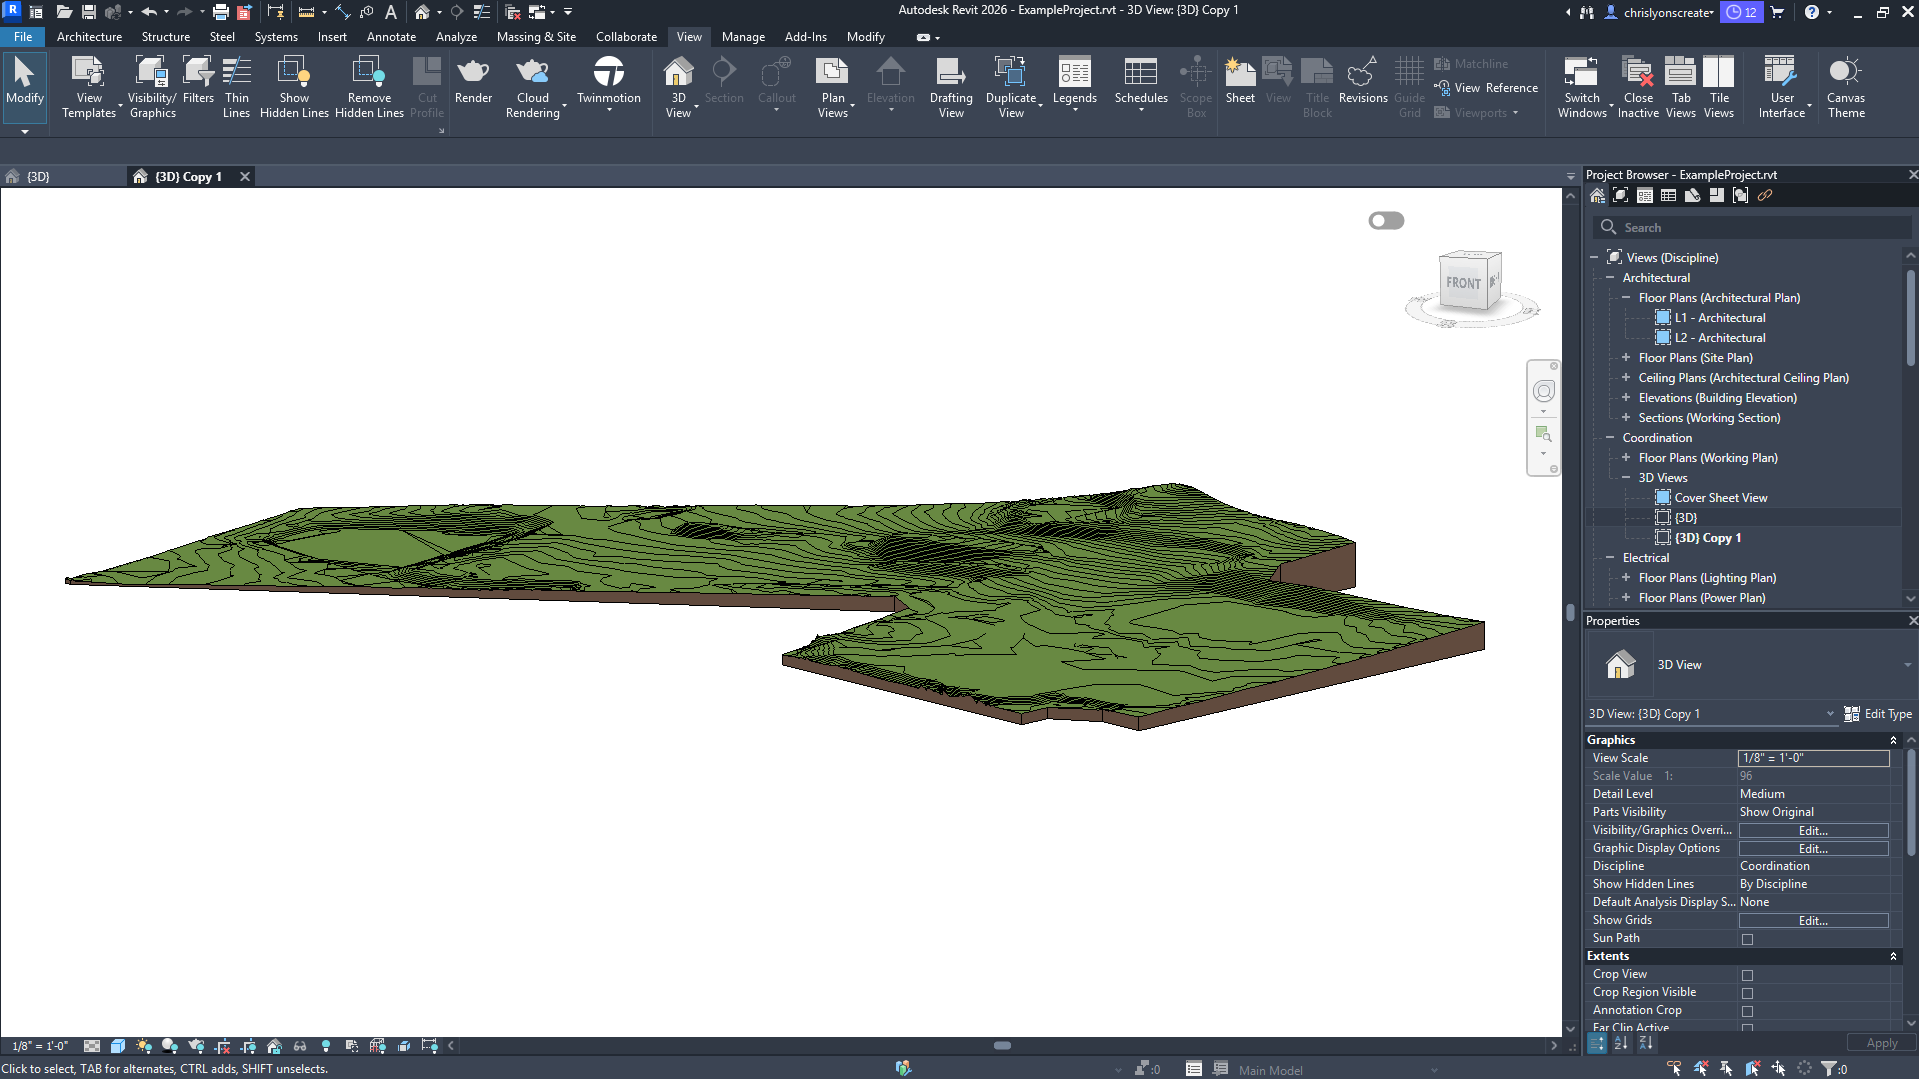 Autodesk Revit 2026 - ExampleProject.rvt - 3D View: {3D} Copy 1
chrislyonscreate
12
File Architecture Structure Steel Systems Insert Annotate Analyze Massing & Site Collaborate View Manage Add-Ins Modify
Modify
View Templates
Visibility/ Graphics
Filters
Thin Lines
Show Hidden Lines
Remove Hidden Lines
Cut Profile
Render
Cloud Rendering
Twinmotion
3D View
Section
Callout
Plan Views
Elevation
Drafting View
Duplicate View
Legends
Schedules
Scope Box
Sheet
View
Title Block
Revisions
Guide Grid
Matchline
View Reference
Viewports
Switch Windows
Close Inactive
Tab Views
Tile Views
User Interface
Canvas Theme
{3D}
{3D} Copy 1
FRONT
Project Browser - ExampleProject.rvt
Search
Views (Discipline)
Architectural
Floor Plans (Architectural Plan)
L1 - Architectural
L2 - Architectural
Floor Plans (Site Plan)
Ceiling Plans (Architectural Ceiling Plan)
Elevations (Building Elevation)
Sections (Working Section)
Coordination
Floor Plans (Working Plan)
3D Views
Cover Sheet View
{3D}
{3D} Copy 1
Electrical
Floor Plans (Lighting Plan)
Floor Plans (Power Plan)
Properties
3D View
3D View: {3D} Copy 1 Edit Type
Graphics
View Scale 1/8" = 1'-0"
Scale Value 1: 96
Detail Level Medium
Parts Visibility Show Original
Visibility/Graphics Overri... Edit...
Graphic Display Options Edit...
Discipline Coordination
Show Hidden Lines By Discipline
Default Analysis Display S... None
Show Grids Edit...
Sun Path
Extents
Crop View
Crop Region Visible
Annotation Crop
Far Clip Active
Apply
1/8" = 1'-0"
Click to select, TAB for alternates, CTRL adds, SHIFT unselects.
:0
Main Model
:0